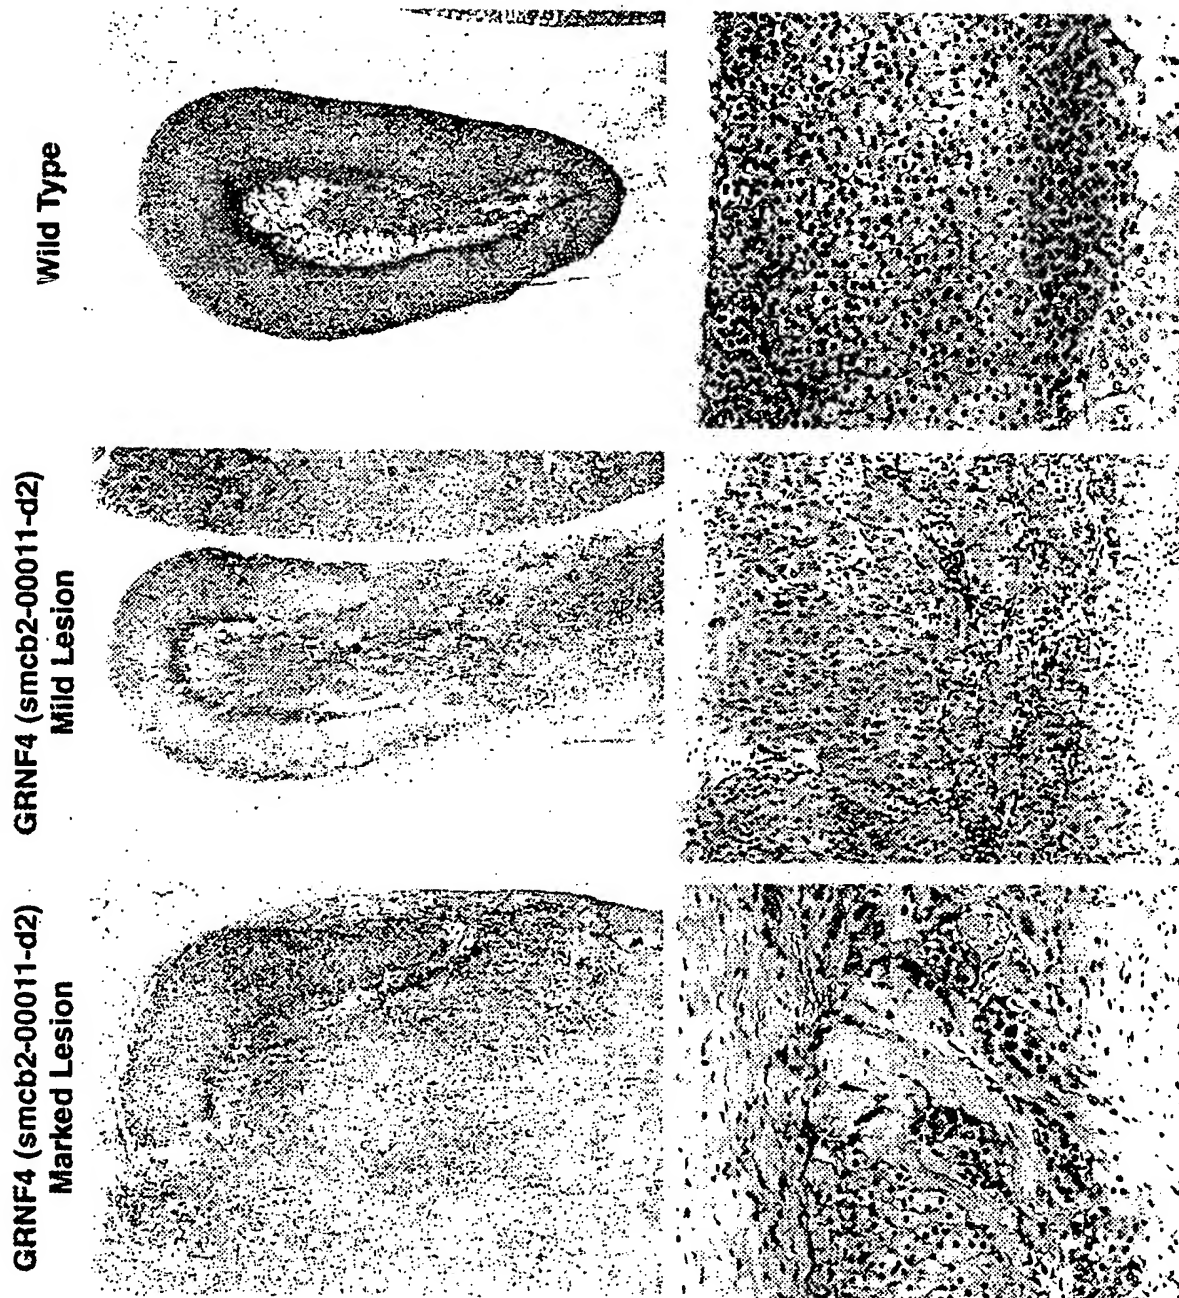 Wild Type
GRNF4 (smcb2-00011-d2)
Mild Lesion
GRNF4 (smcb2-00011-d2)
Marked Lesion